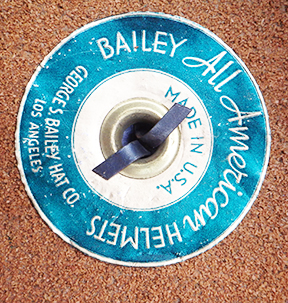 BAILEY All American HELMETS
GEORGE S. BAILEY HAT CO.
LOS ANGELES
MADE IN U.S.A.